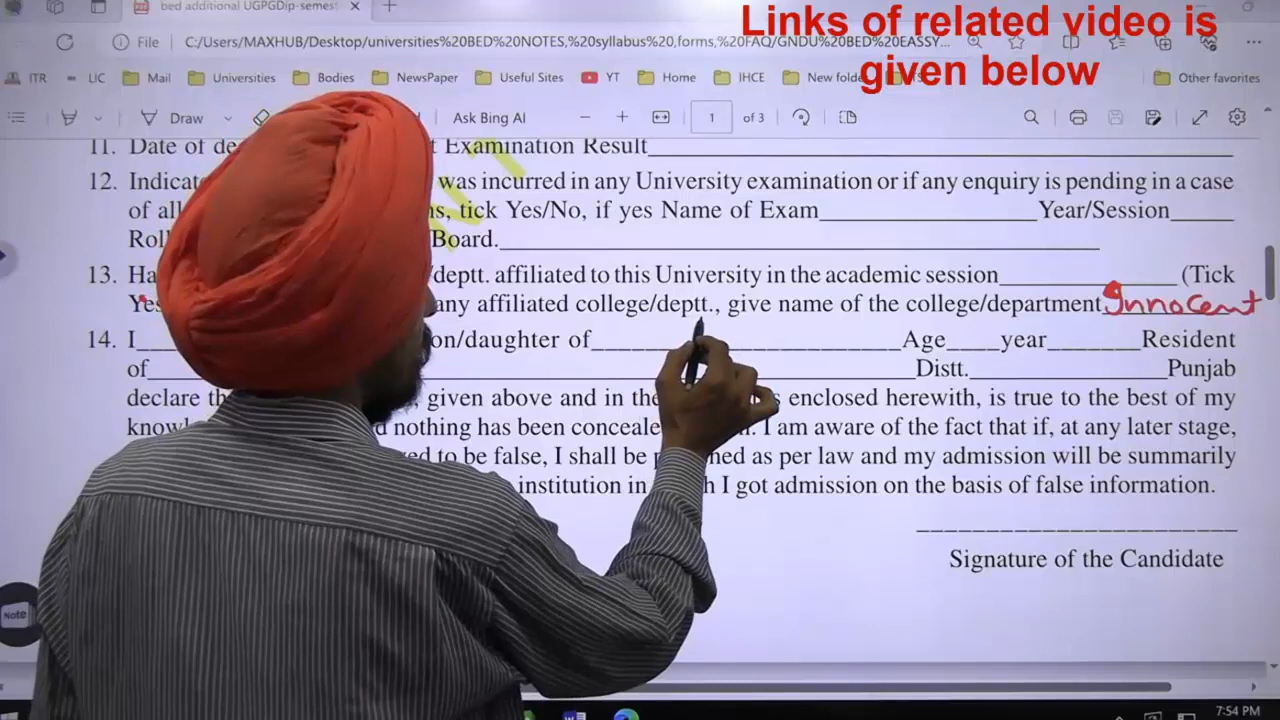 Links of related video is
given below
bed additional UGPGDip-semest
File C:/Users/MAXHUB/Desktop/universities%20BED%20NOTES,%20syllabus%20,forms,%20FAQ/GNDU%20BED%20EASSY...
ITR LIC Mail Universities Bodies NewsPaper Useful Sites YT Home IHCE New folde Other favorites
Draw Ask Bing AI 1 of 3
11. Date of de t Examination Result
12. Indicat was incurred in any University examination or if any enquiry is pending in a case
of all s, tick Yes/No, if yes Name of Exam Year/Session
Roll Board.
13. Ha /deptt. affiliated to this University in the academic session (Tick
Yes any affiliated college/deptt., give name of the college/department. Innocent
14. I on/daughter of Age year Resident
of Distt. Punjab
declare th , given above and in the enclosed herewith, is true to the best of my
knowl d nothing has been conceale I am aware of the fact that if, at any later stage,
ed to be false, I shall be p ed as per law and my admission will be summarily
institution in h I got admission on the basis of false information.
Signature of the Candidate
Note
7:54 PM